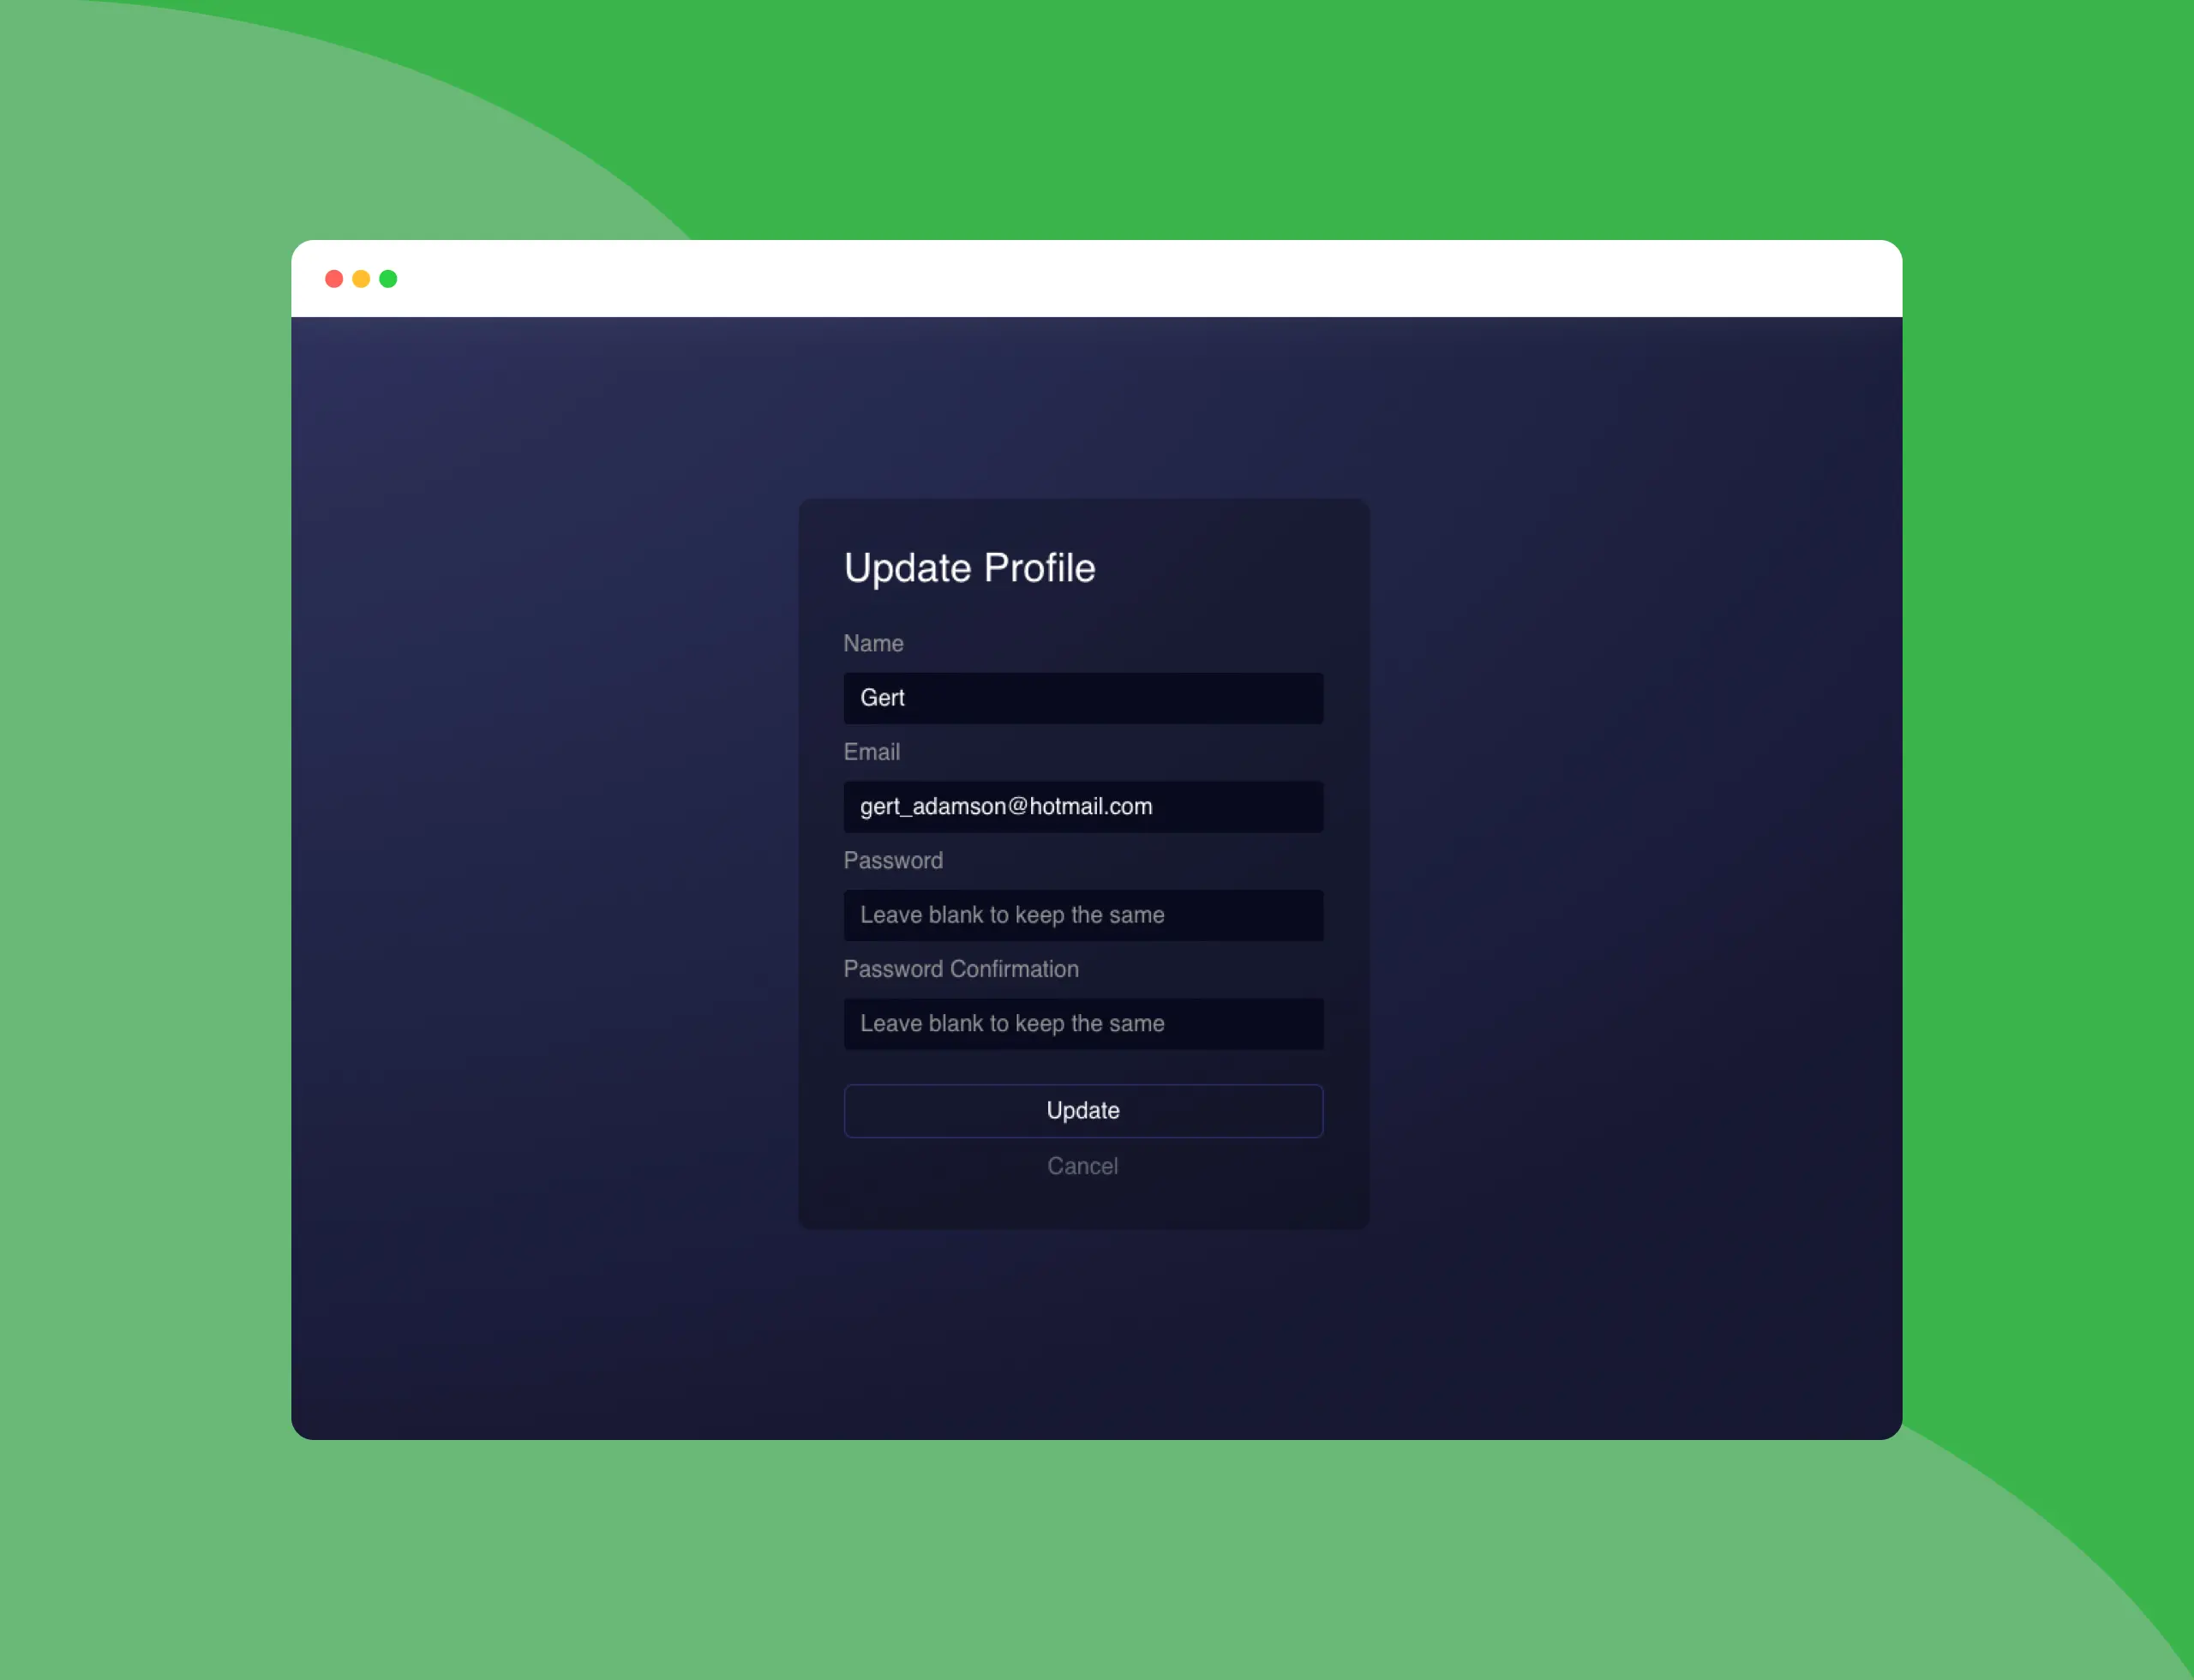 Update Profile
Name
Gert
Email
gert_adamson@hotmail.com
Password
Leave blank to keep the same
Password Confirmation
Leave blank to keep the same
Update
Cancel